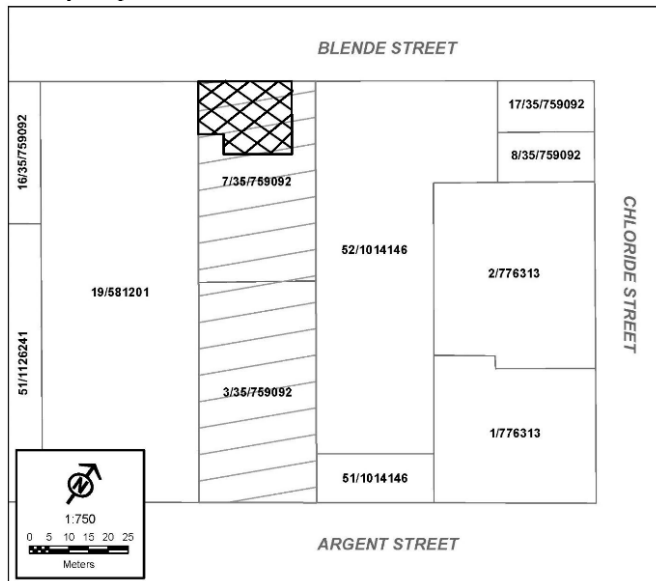 BLENDE STREET
16/35/759092
17/35/759092
8/35/759092
7/35/759092
CHLORIDE STREET
52/1014146
2/776313
19/581201
51/1126241
3/35/759092
1/776313
51/1014146
N
1:750
0 5 10 15 20 25
Meters
ARGENT STREET